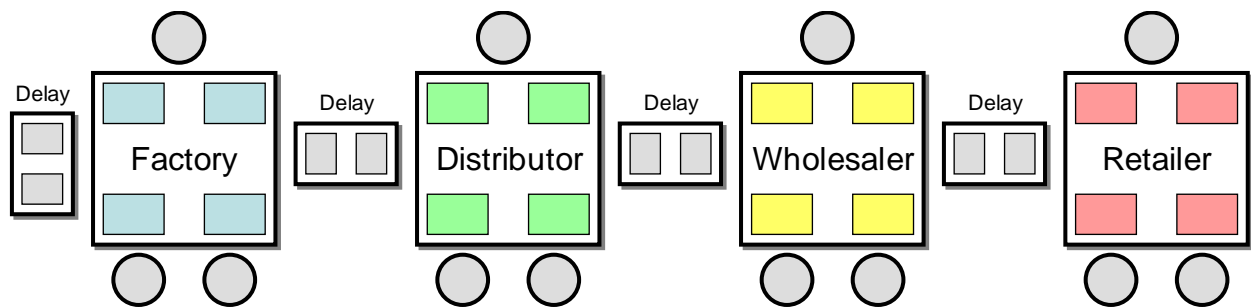 Delay
Factory
Delay
Distributor
Delay
Wholesaler
Delay
Retailer